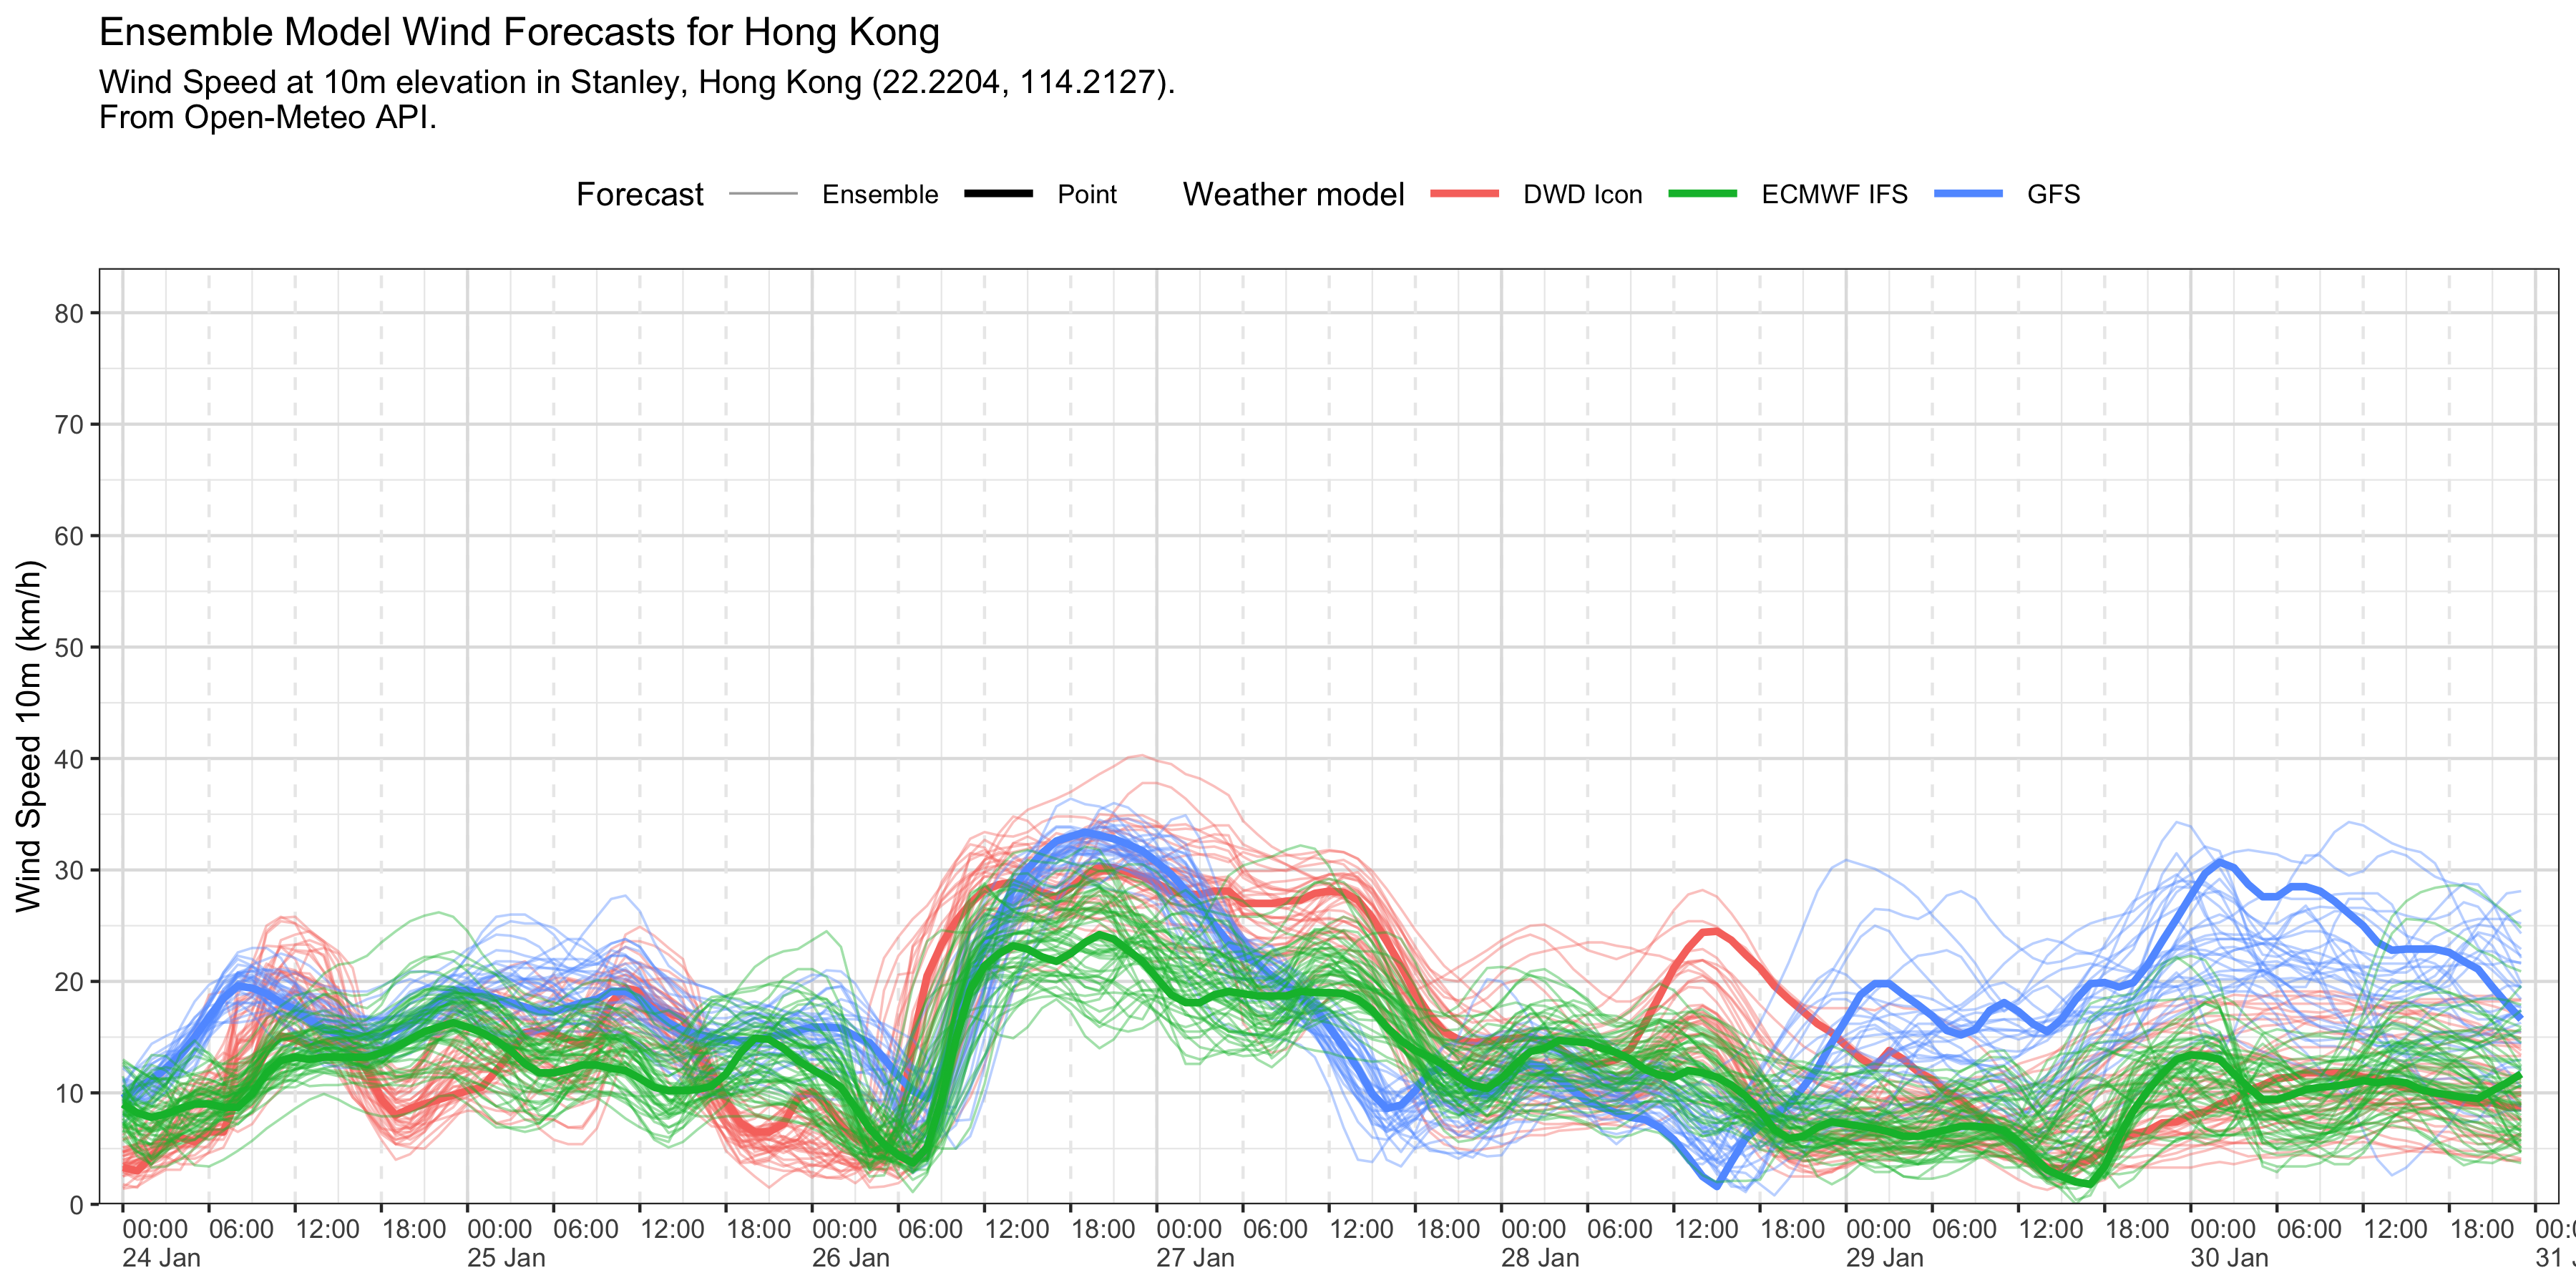 Ensemble Model Wind Forecasts for Hong Kong
Wind Speed at 10m elevation in Stanley, Hong Kong (22.2204, 114.2127).
From Open-Meteo API.
Forecast Ensemble Point Weather model DWD Icon ECMWF IFS GFS
Wind Speed 10m (km/h)
80
70
60
50
40
30
20
10
0
00:00 06:00 12:00 18:00 00:00 06:00 12:00 18:00 00:00 06:00 12:00 18:00 00:00 06:00 12:00 18:00 00:00 06:00 12:00 18:00 00:00 06:00 12:00 18:00 00:00 06:00 12:00 18:00 00:0
24 Jan 25 Jan 26 Jan 27 Jan 28 Jan 29 Jan 30 Jan 31 J